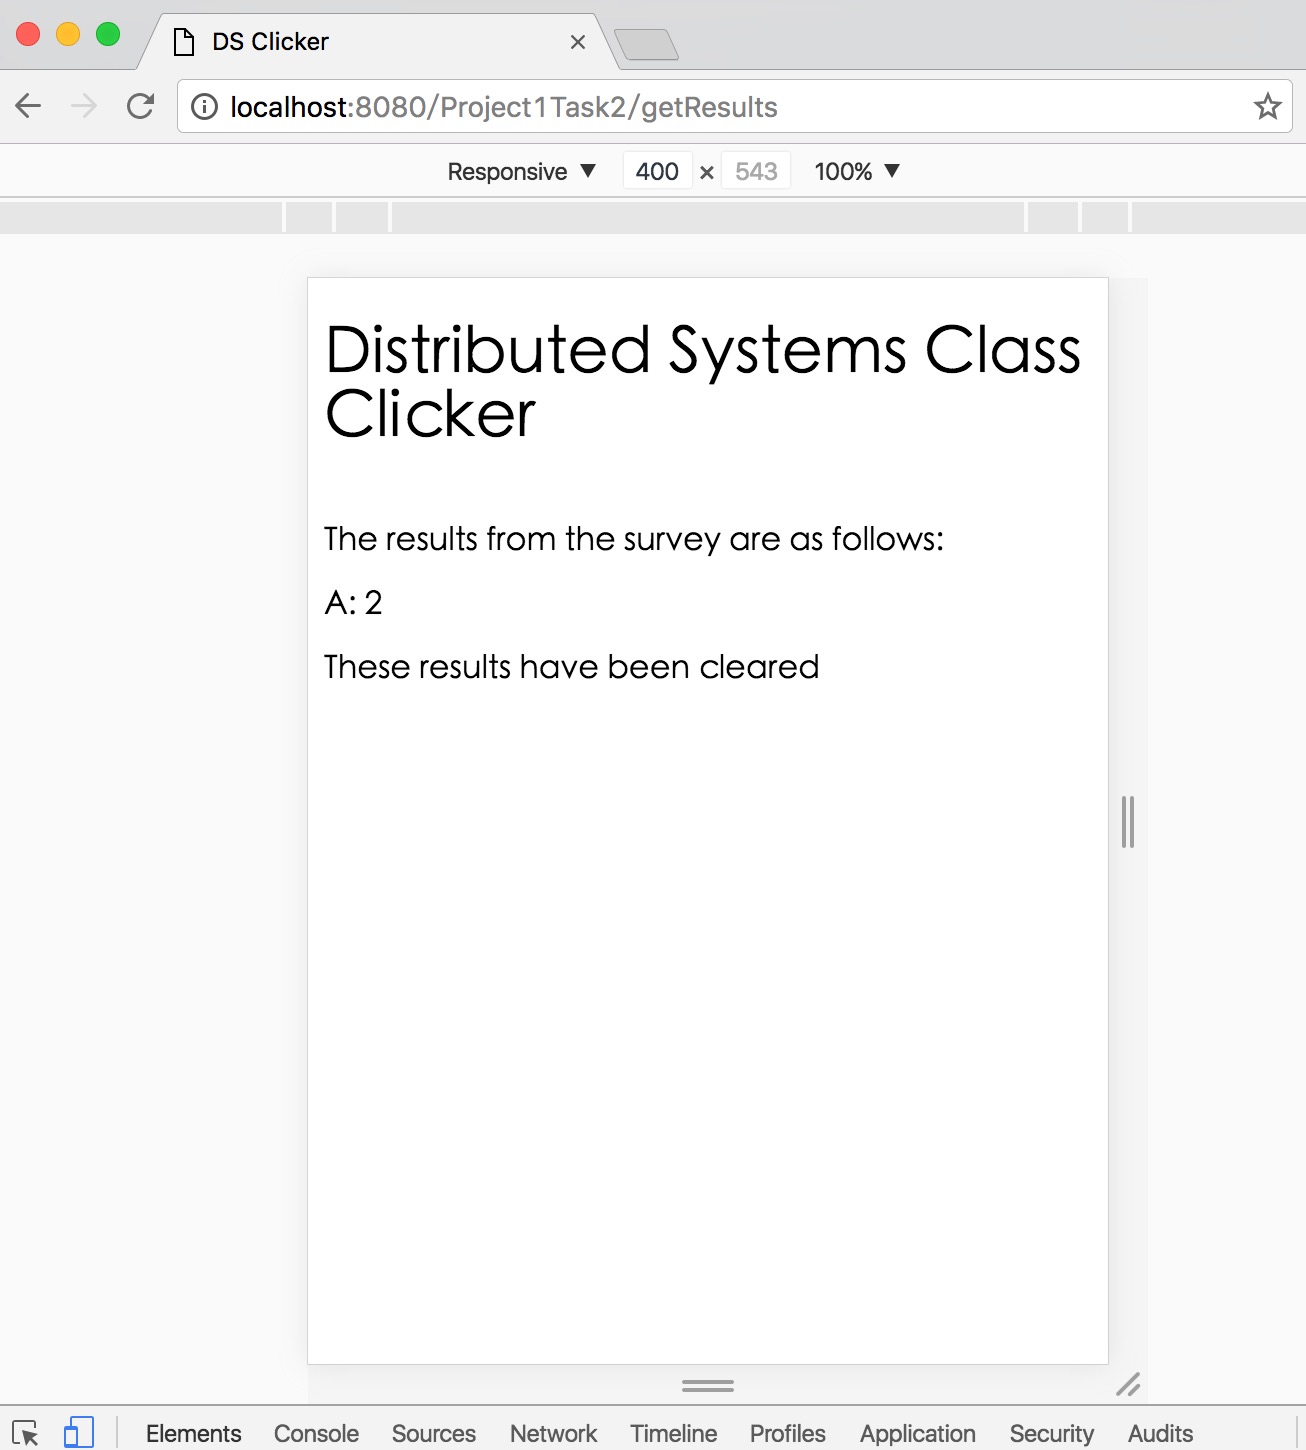 DS Clicker
localhost:8080/Project1Task2/getResults
Responsive ▼ 400 × 543 100% ▼
Distributed Systems Class
Clicker
The results from the survey are as follows:
A: 2
These results have been cleared
Elements Console Sources Network Timeline Profiles Application Security Audits